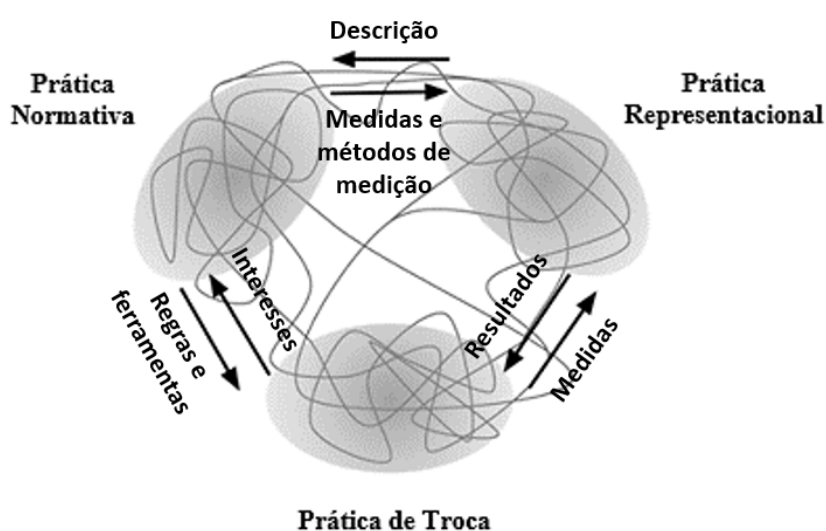 Descrição
Prática
Normativa
Prática
Representacional
Medidas e
métodos de
medição
Regras e
ferramentas
Interesses
Resultados
Medidas
Prática de Troca